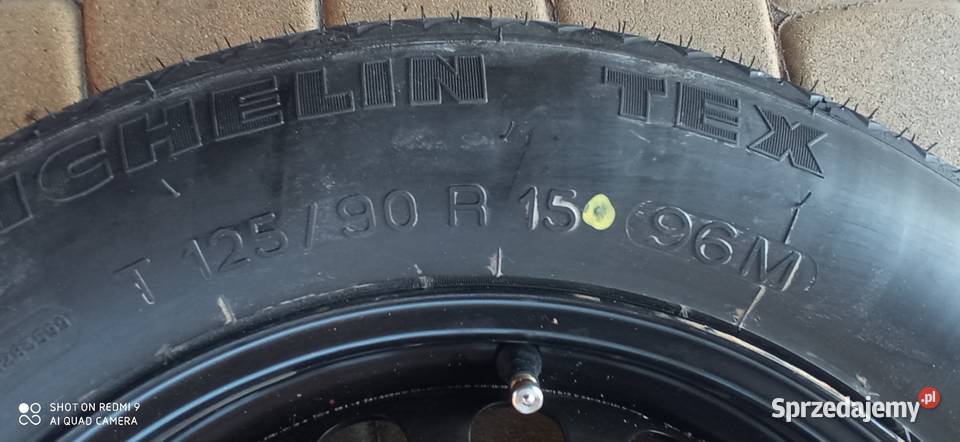 MICHELIN TEX
T 125/90 R 15 96M
SHOT ON REDMI 9
AI QUAD CAMERA
Sprzedajemy.pl